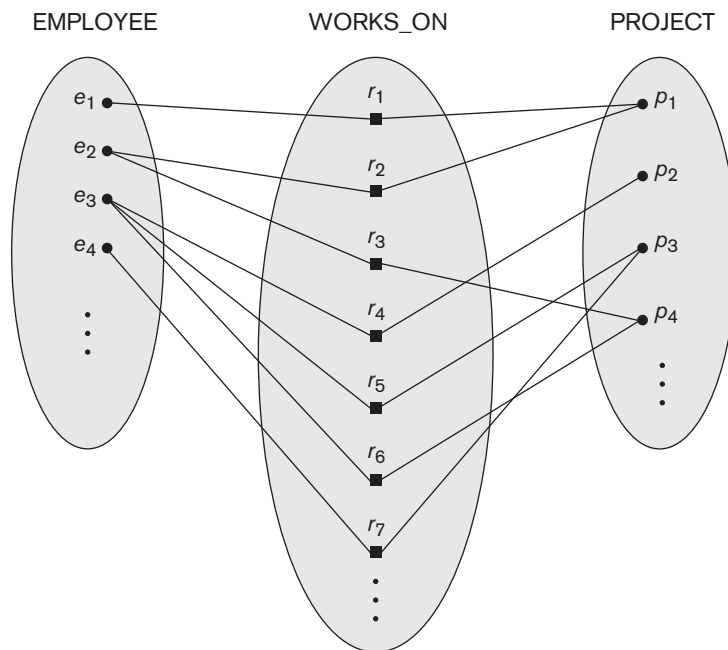 EMPLOYEE
WORKS_ON
PROJECT
e1
e2
e3
e4
r1
r2
r3
r4
r5
r6
r7
p1
p2
p3
p4